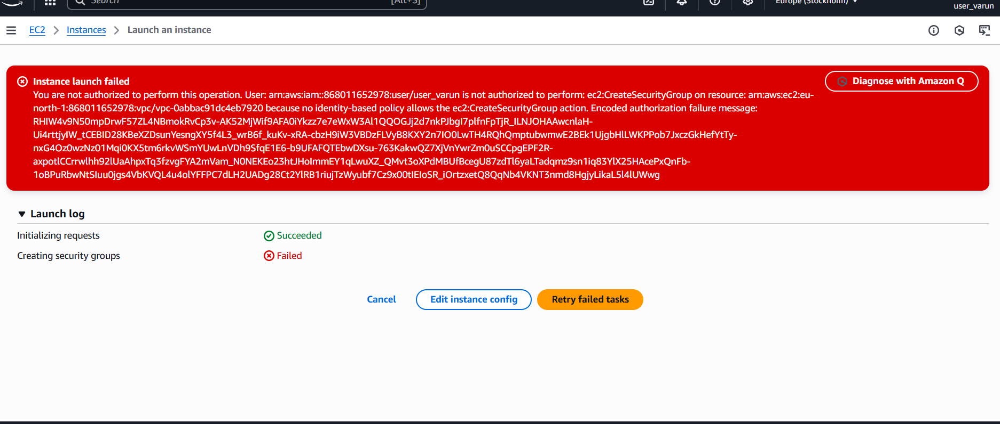 Search
[Alt+S]
Europe (Stockholm)
user_varun
EC2
Instances
Launch an instance
Instance launch failed
Diagnose with Amazon Q
You are not authorized to perform this operation. User: arn:aws:iam::868011652978:user/user_varun is not authorized to perform: ec2:CreateSecurityGroup on resource: arn:aws:ec2:eu-
north-1:868011652978:vpc/vpc-0abbac91dc4eb7920 because no identity-based policy allows the ec2:CreateSecurityGroup action. Encoded authorization failure message:
RHIW4v9N50mpDrwF57ZL4NBmokRvCp3v-AK52MjWif9AFA0iYkzz7e7eWxW3Al1QQOGJj2d7nkPJbgI7plfnFpTjR_ILNJOHAAwcnlaH-
Ui4rttjyIW_tCEBID28KBeXZDsunYesngXY5f4L3_wrB6f_kuKv-xRA-cbzH9iW3VBDzFLVyB8KXY2n7IO0LwTH4RQhQmptubwmwE2BEk1UjgbHlLWKPPob7JxczGkHefYtTy-
nxG4Oz0wzNz01Mqi0KX5tm6rkvWSmYUwLnVDh9SfqE1E6-b9UFAFQTEbwDXsu-763KakwQZ7XjVnYwrZm0uSCCpgEPF2R-
axpotlCCrrwlhh92lUaAhpxTq3fzvgFYA2mVam_N0NEKEo23htJHoImmEY1qLwuXZ_QMvt3oXPdMBUfBcegU87zdTl6yaLTadqmz9sn1iq83YlX25HAcePxQnFb-
1oBPuRbwNtSIuu0jgs4VbKVQL4u4olYFFPC7dLH2UADg28Ct2YlRB1riujTzWyubf7Cz9x00tIEIoSR_iOrtzxetQ8QqNb4VKNT3nmd8HgjyLikaL5l4lUWwg
Launch log
Initializing requests
Succeeded
Creating security groups
Failed
Cancel
Edit instance config
Retry failed tasks